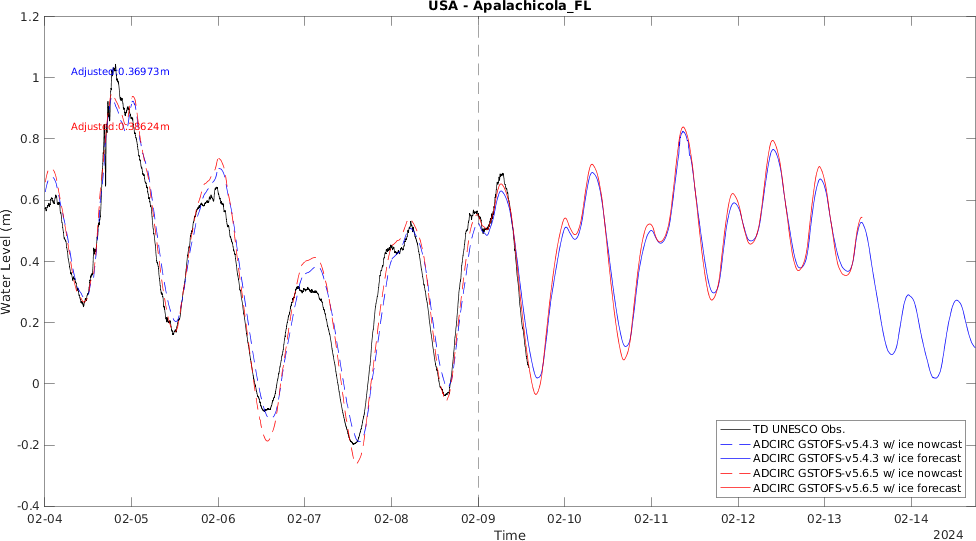 USA - Apalachicola_FL
1.2
1
0.8
0.6
0.4
0.2
0
-0.2
-0.4
Water Level (m)
Adjusted:0.36973m
Adjusted:0.38624m
TD UNESCO Obs.
ADCIRC GSTOFS-v5.4.3 w/ ice nowcast
ADCIRC GSTOFS-v5.4.3 w/ ice forecast
ADCIRC GSTOFS-v5.6.5 w/ ice nowcast
ADCIRC GSTOFS-v5.6.5 w/ ice forecast
02-04 02-05 02-06 02-07 02-08 02-09 02-10 02-11 02-12 02-13 02-14
Time
2024